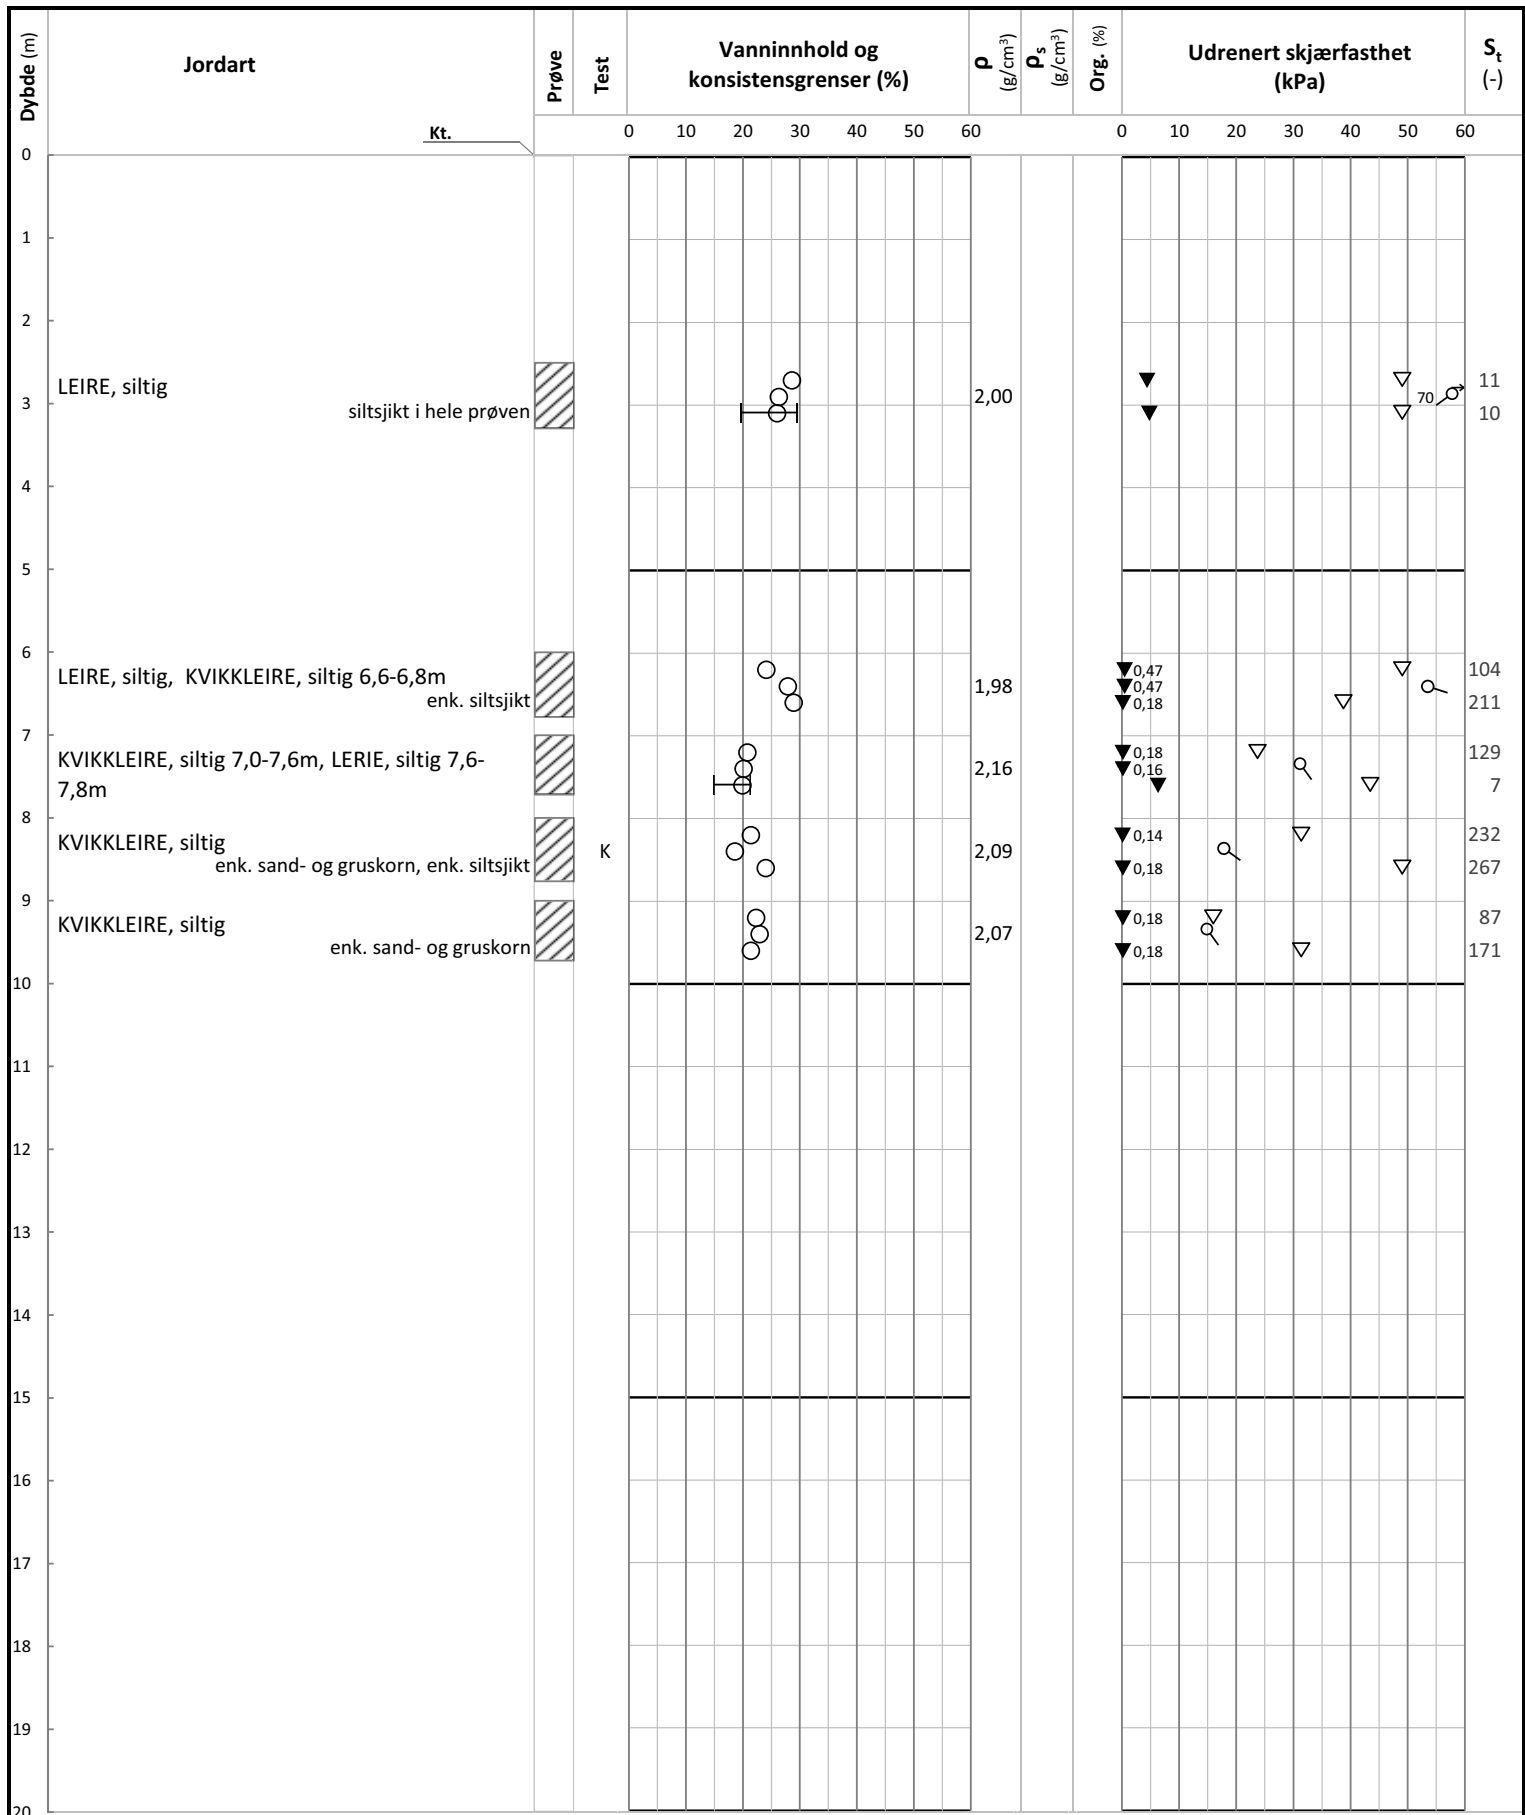 Dybde (m)
Jordart
Prøve
Test
Vanninnhold og
konsistensgrenser (%)
ρ
(g/cm³)
ρs
(g/cm³)
Org. (%)
Udrenert skjærfasthet
(kPa)
St
(-)
Kt.
0 10 20 30 40 50 60
0 10 20 30 40 50 60
0
1
2
LEIRE, siltig
siltsjikt i hele prøven
2,00
70
11
10
3
4
5
6
LEIRE, siltig, KVIKKLEIRE, siltig 6,6-6,8m
enk. siltsjikt
1,98
0,47
0,47
0,18
104
211
7
KVIKKLEIRE, siltig 7,0-7,6m, LERIE, siltig 7,6-
7,8m
2,16
0,18
0,16
129
7
8
KVIKKLEIRE, siltig
enk. sand- og gruskorn, enk. siltsjikt
K
2,09
0,14
0,18
232
267
9
KVIKKLEIRE, siltig
enk. sand- og gruskorn
2,07
0,18
0,18
87
171
10
11
12
13
14
15
16
17
18
19
20